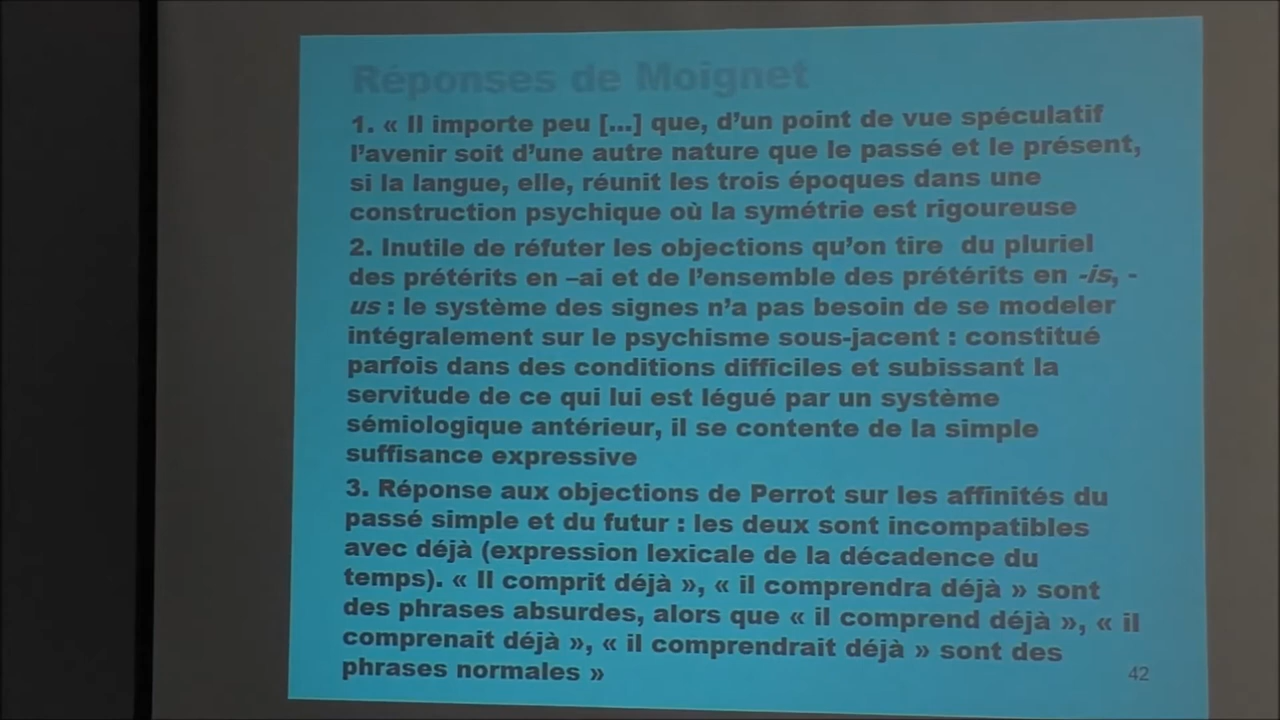 Réponses de Moignet
1. « Il importe peu [...] que, d’un point de vue spéculatif
l’avenir soit d’une autre nature que le passé et le présent,
si la langue, elle, réunit les trois époques dans une
construction psychique où la symétrie est rigoureuse
2. Inutile de réfuter les objections qu’on tire du pluriel
des prétérits en –ai et de l’ensemble des prétérits en -is, -
us : le système des signes n’a pas besoin de se modeler
intégralement sur le psychisme sous-jacent : constitué
parfois dans des conditions difficiles et subissant la
servitude de ce qui lui est légué par un système
sémiologique antérieur, il se contente de la simple
suffisance expressive
3. Réponse aux objections de Perrot sur les affinités du
passé simple et du futur : les deux sont incompatibles
avec déjà (expression lexicale de la décadence du
temps). « Il comprit déjà », « il comprendra déjà » sont
des phrases absurdes, alors que « il comprend déjà », « il
comprenait déjà », « il comprendrait déjà » sont des
phrases normales »
42